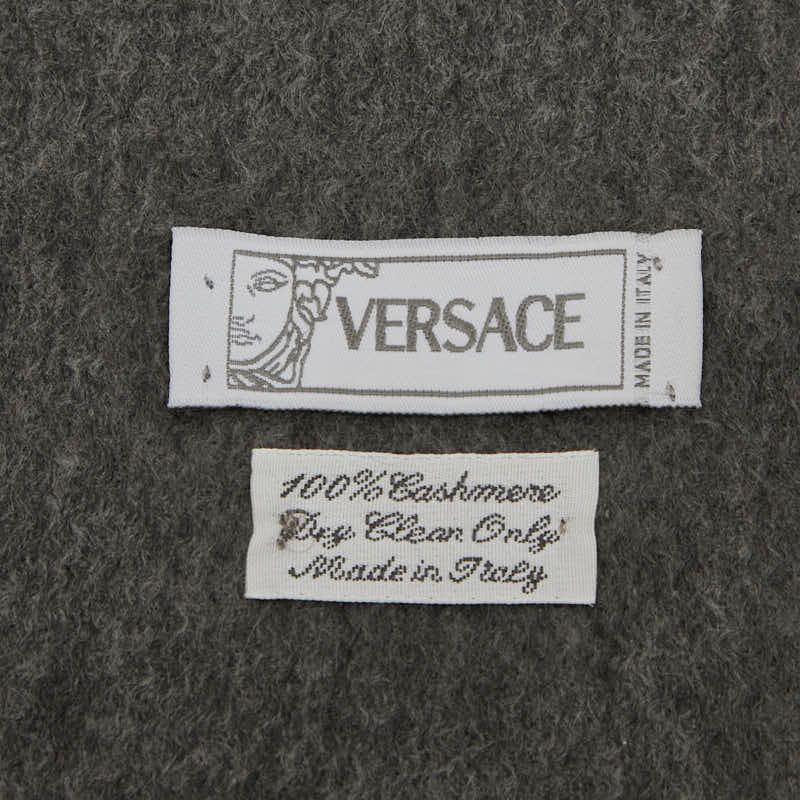 VERSACE
MADE IN ITALY
100% Cashmere
Dry Clean Only
Made in Italy